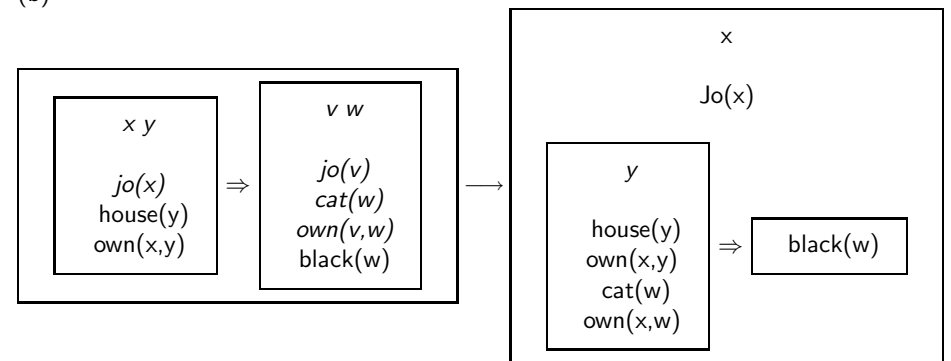 x y
jo(x)
house(y)
own(x,y)
⇒
v w
jo(v)
cat(w)
own(v,w)
black(w)
⟶
x
Jo(x)
y
house(y)
own(x,y)
cat(w)
own(x,w)
⇒
black(w)